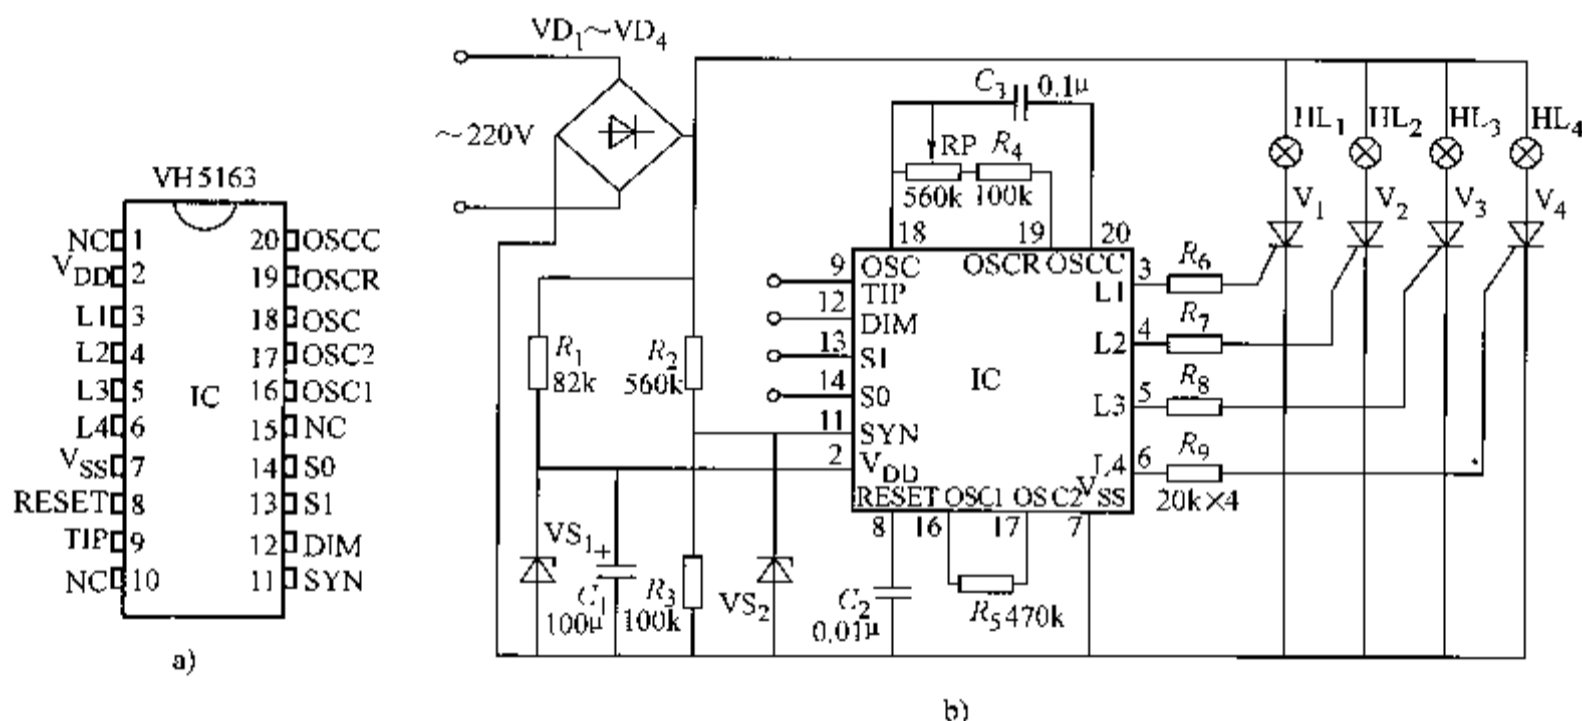 VH5163
NC 1
V_DD 2
L1 3
L2 4
L3 5
L4 6
V_SS 7
RESET 8
TIP 9
NC 10
IC
20 OSCC
19 OSCR
18 OSC
17 OSC2
16 OSC1
15 NC
14 S0
13 S1
12 DIM
11 SYN
a)
VD₁～VD₄
～220V
C₃ 0.1μ
RP
560k
R₄
100k
18
19
20
OSC
OSCR
OSCC
9
TIP
12
DIM
13
S1
14
S0
11
SYN
2
V_DD
IC
RESET
OSC1
OSC2
V_SS
8
16
17
7
L1
3
R₆
L2
4
R₇
L3
5
R₈
L4
6
R₉
20k×4
HL₁
HL₂
HL₃
HL₄
V₁
V₂
V₃
V₄
R₁
82k
R₂
560k
VS₁
+
C₁
100μ
R₃
100k
VS₂
C₂
0.01μ
R₅ 470k
b)